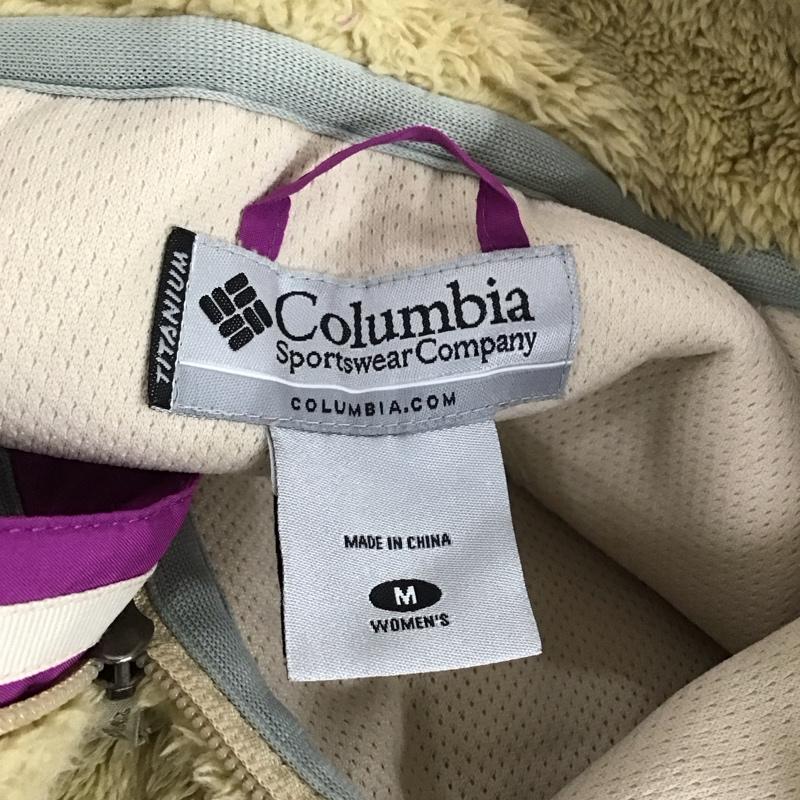 TITANIUM
Columbia
Sportswear Company
COLUMBIA.COM
MADE IN CHINA
M
WOMEN'S